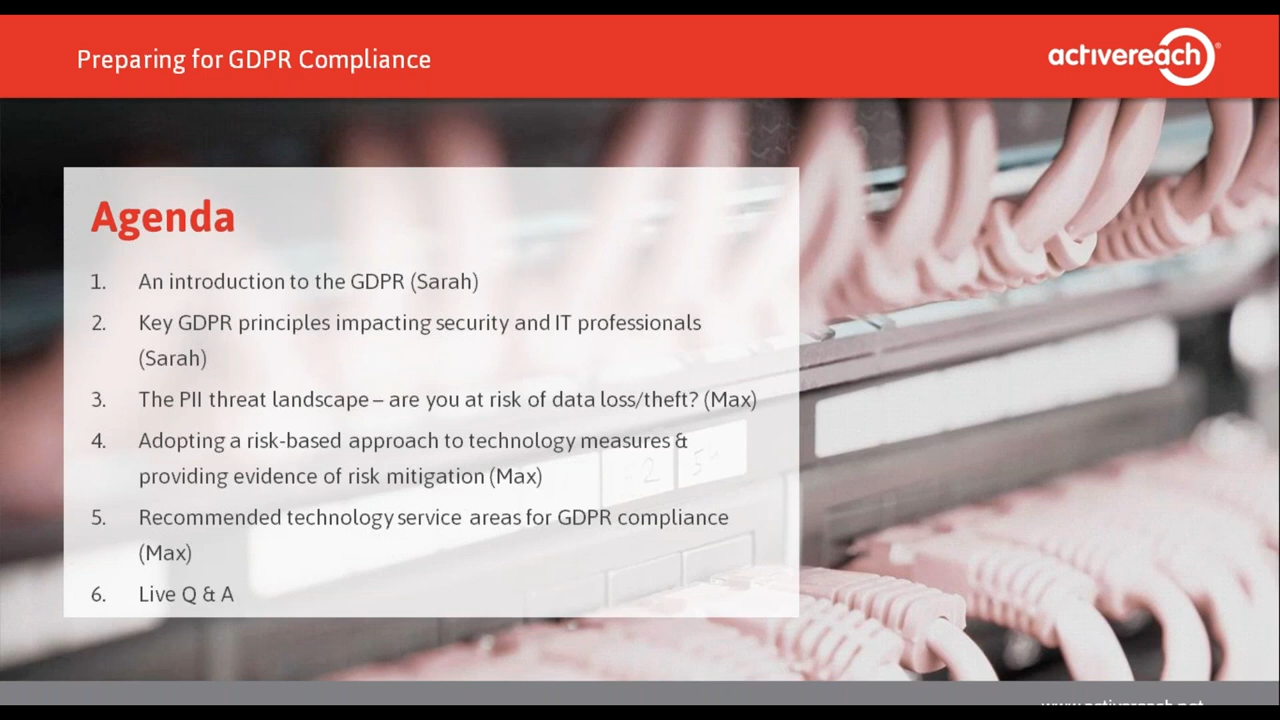 Preparing for GDPR Compliance
activereach®
Agenda
1. An introduction to the GDPR (Sarah)
2. Key GDPR principles impacting security and IT professionals
(Sarah)
3. The PII threat landscape – are you at risk of data loss/theft? (Max)
4. Adopting a risk-based approach to technology measures &
providing evidence of risk mitigation (Max)
5. Recommended technology service areas for GDPR compliance
(Max)
6. Live Q & A